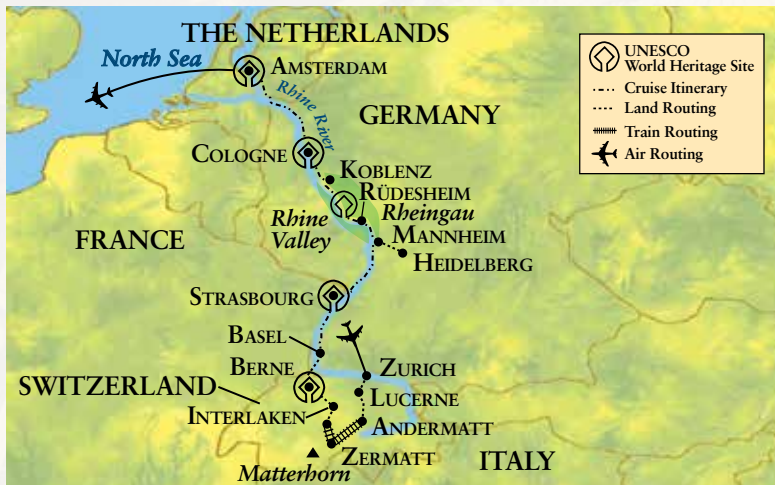 THE NETHERLANDS
North Sea
AMSTERDAM
Rhine River
GERMANY
COLOGNE
KOBLENZ
RÜDESHEIM
Rheingau
Rhine
Valley
FRANCE
MANNHEIM
HEIDELBERG
STRASBOURG
BASEL
BERNE
ZURICH
SWITZERLAND
LUCERNE
INTERLAKEN
ANDERMATT
ZERMATT
ITALY
Matterhorn
UNESCO
World Heritage Site
Cruise Itinerary
Land Routing
Train Routing
Air Routing